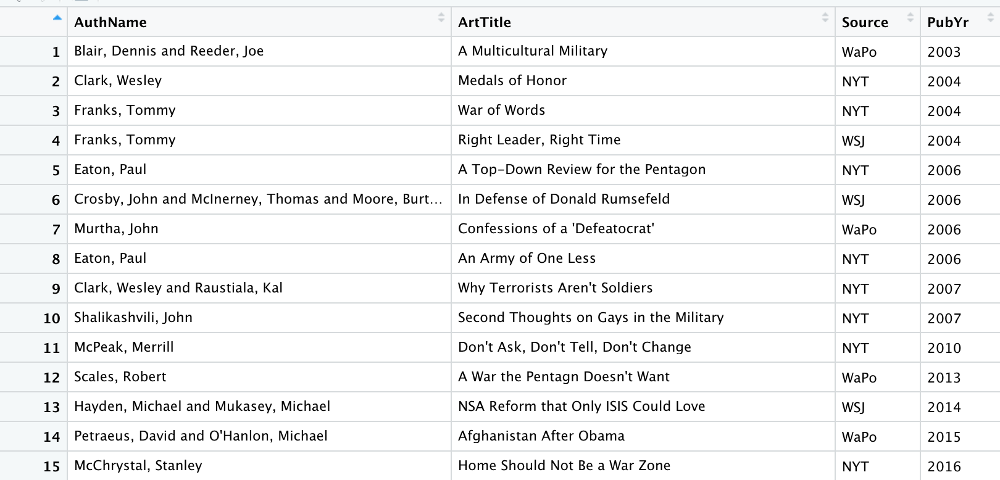 AuthName ArtTitle Source PubYr
1 Blair, Dennis and Reeder, Joe A Multicultural Military WaPo 2003
2 Clark, Wesley Medals of Honor NYT 2004
3 Franks, Tommy War of Words NYT 2004
4 Franks, Tommy Right Leader, Right Time WSJ 2004
5 Eaton, Paul A Top-Down Review for the Pentagon NYT 2006
6 Crosby, John and McInerney, Thomas and Moore, Burt... In Defense of Donald Rumsefeld WSJ 2006
7 Murtha, John Confessions of a 'Defeatocrat' WaPo 2006
8 Eaton, Paul An Army of One Less NYT 2006
9 Clark, Wesley and Raustiala, Kal Why Terrorists Aren't Soldiers NYT 2007
10 Shalikashvili, John Second Thoughts on Gays in the Military NYT 2007
11 McPeak, Merrill Don't Ask, Don't Tell, Don't Change NYT 2010
12 Scales, Robert A War the Pentagn Doesn't Want WaPo 2013
13 Hayden, Michael and Mukasey, Michael NSA Reform that Only ISIS Could Love WSJ 2014
14 Petraeus, David and O'Hanlon, Michael Afghanistan After Obama WaPo 2015
15 McChrystal, Stanley Home Should Not Be a War Zone NYT 2016